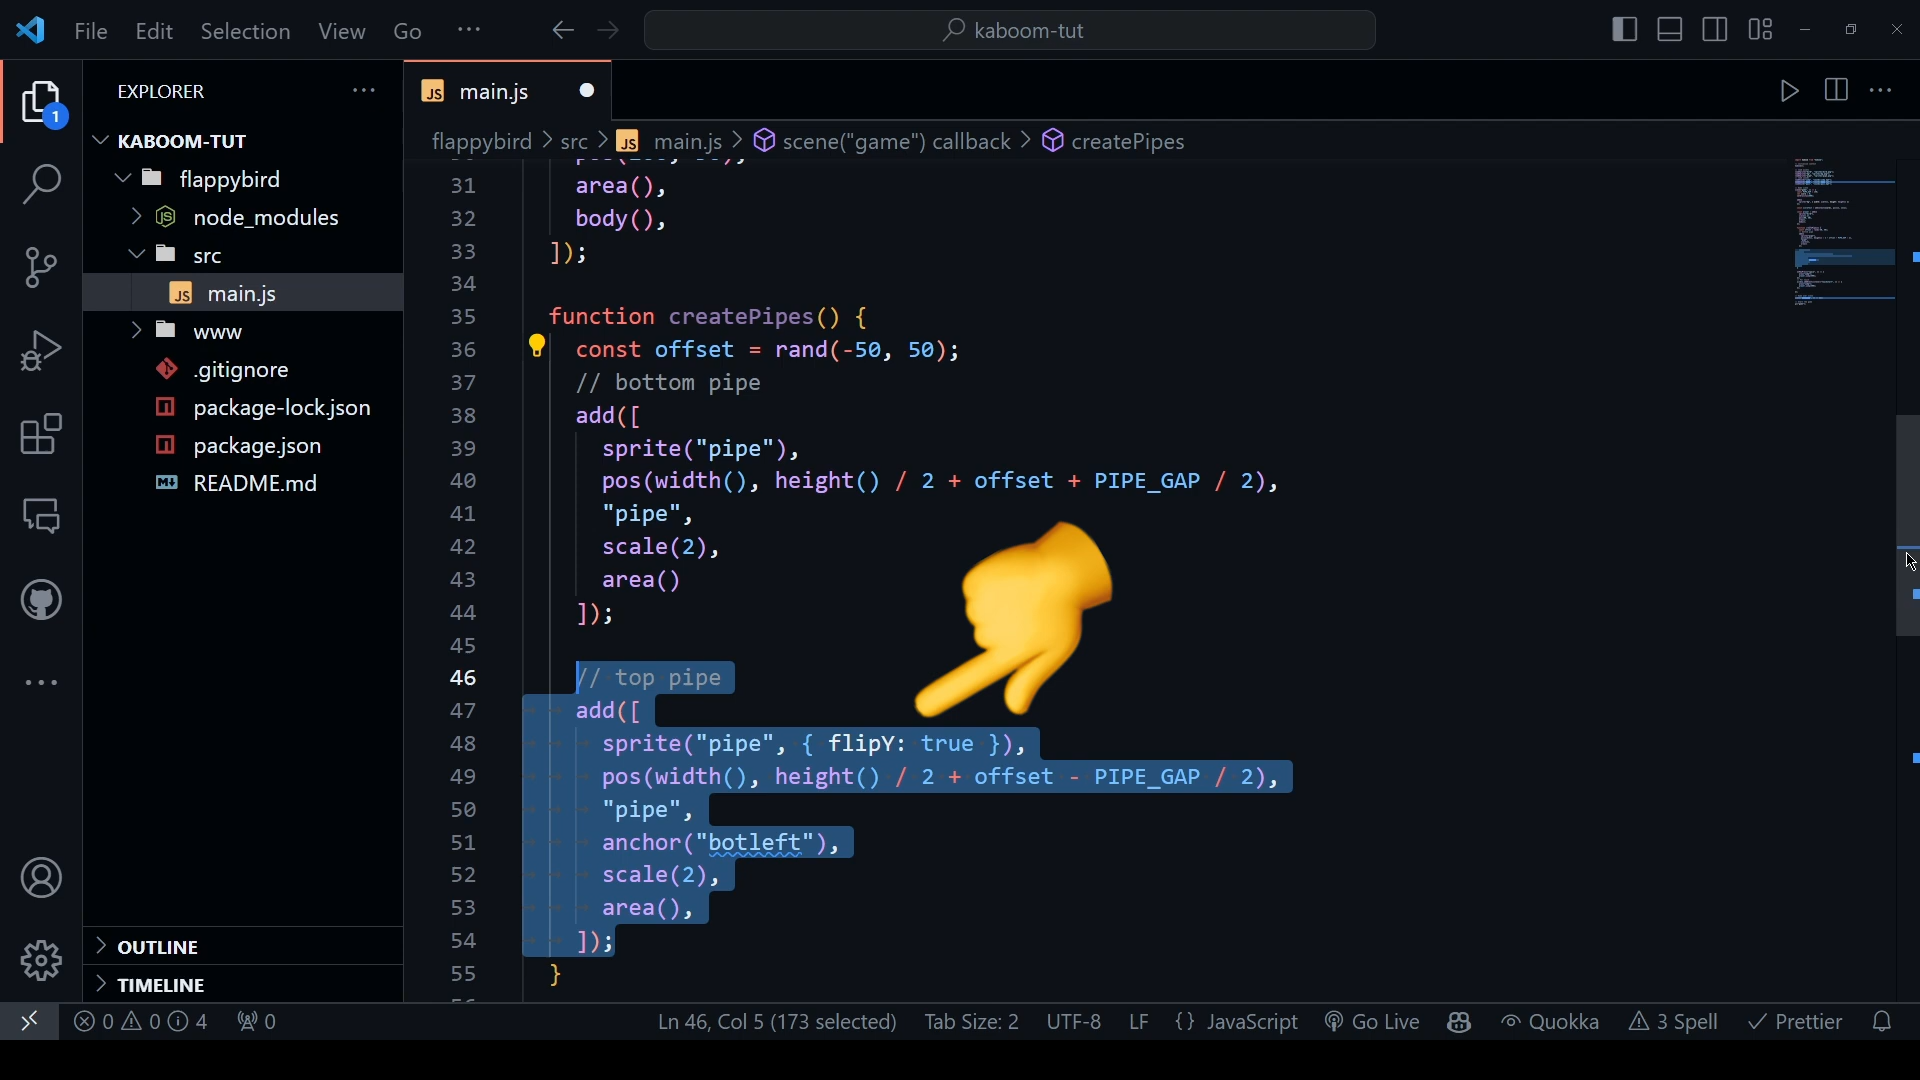 File Edit Selection View Go ··· kaboom-tut
EXPLORER ···
KABOOM-TUT
flappybird
node_modules
src
JS main.js
www
.gitignore
package-lock.json
package.json
README.md
OUTLINE
TIMELINE
1
JS main.js
flappybird > src > JS main.js > scene("game") callback > createPipes
31 area(),
32 body(),
33 ]);
34
35 function createPipes() {
36 const offset = rand(-50, 50);
37 // bottom pipe
38 add([
39 sprite("pipe"),
40 pos(width(), height() / 2 + offset + PIPE_GAP / 2),
41 "pipe",
42 scale(2),
43 area()
44 ]);
45
46 // top pipe
47 add([
48 sprite("pipe", { flipY: true }),
49 pos(width(), height() / 2 + offset - PIPE_GAP / 2),
50 "pipe",
51 anchor("botleft"),
52 scale(2),
53 area(),
54 ]);
55 }
0 0 4 0 Ln 46, Col 5 (173 selected) Tab Size: 2 UTF-8 LF {} JavaScript Go Live Quokka 3 Spell Prettier